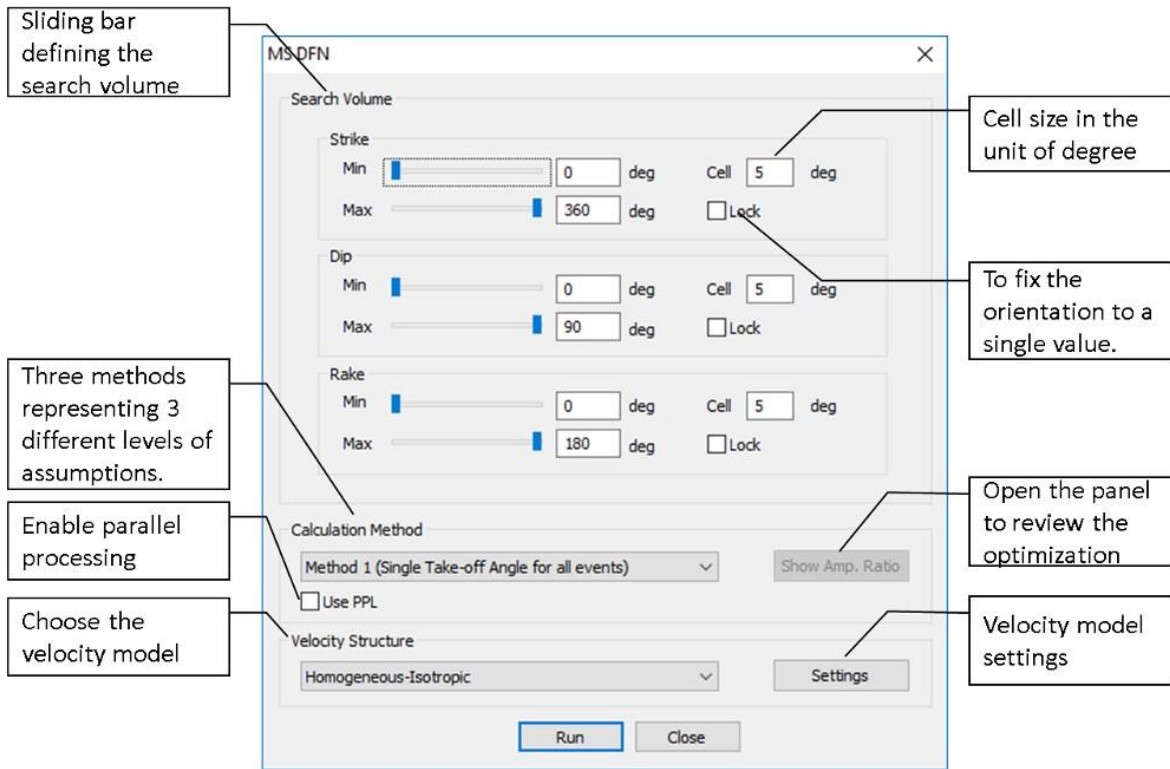 Sliding bar
defining the
search volume
MS DFN
Search Volume
Strike
Min 0 deg Cell 5 deg
Max 360 deg Lock
Dip
Min 0 deg Cell 5 deg
Max 90 deg Lock
Rake
Min 0 deg Cell 5 deg
Max 180 deg Lock
Cell size in the
unit of degree
To fix the
orientation to a
single value.
Three methods
representing 3
different levels of
assumptions.
Calculation Method
Method 1 (Single Take-off Angle for all events) Show Amp. Ratio
Use PPL
Open the panel
to review the
optimization
Enable parallel
processing
Choose the
velocity model
Velocity Structure
Homogeneous-Isotropic Settings
Velocity model
settings
Run Close